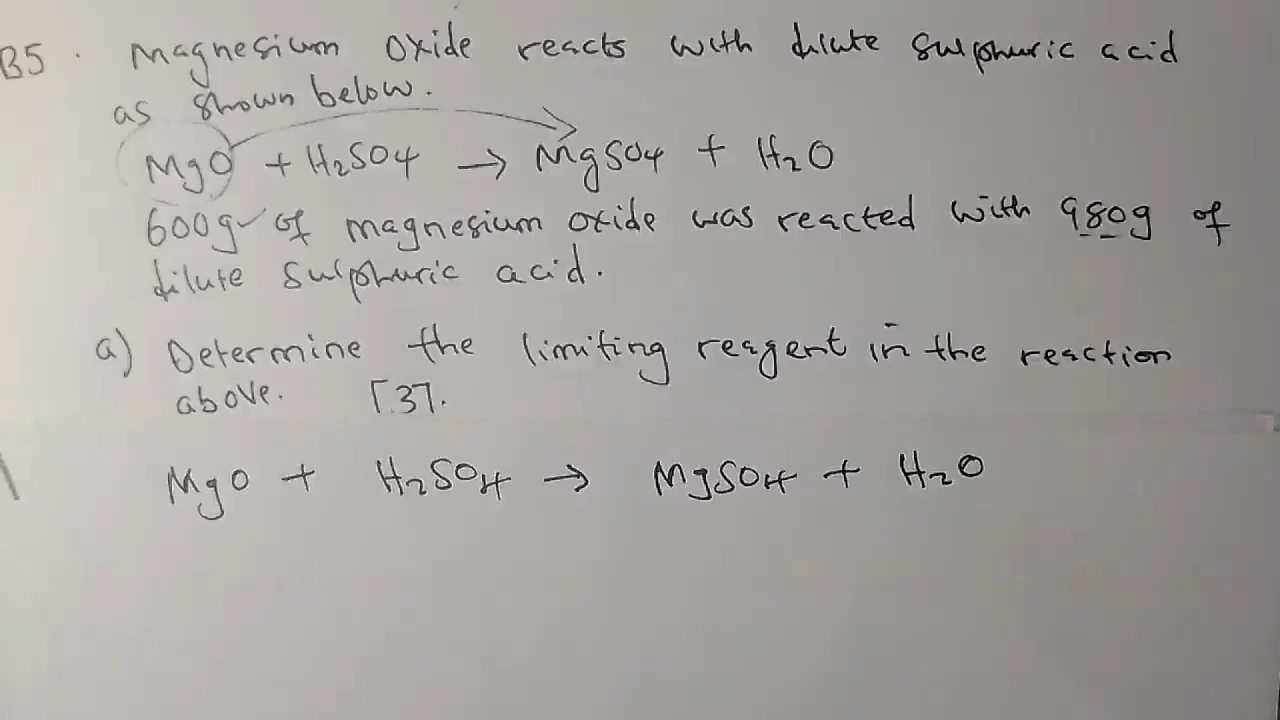 B5. Magnesium oxide reacts with dilute sulphuric acid
as shown below.
MgO + H2SO4 → MgSO4 + H2O
600g of magnesium oxide was reacted with 980g of
dilute sulphuric acid.
a) Determine the limiting reagent in the reaction
above. [3].
MgO + H2SO4 → MgSO4 + H2O